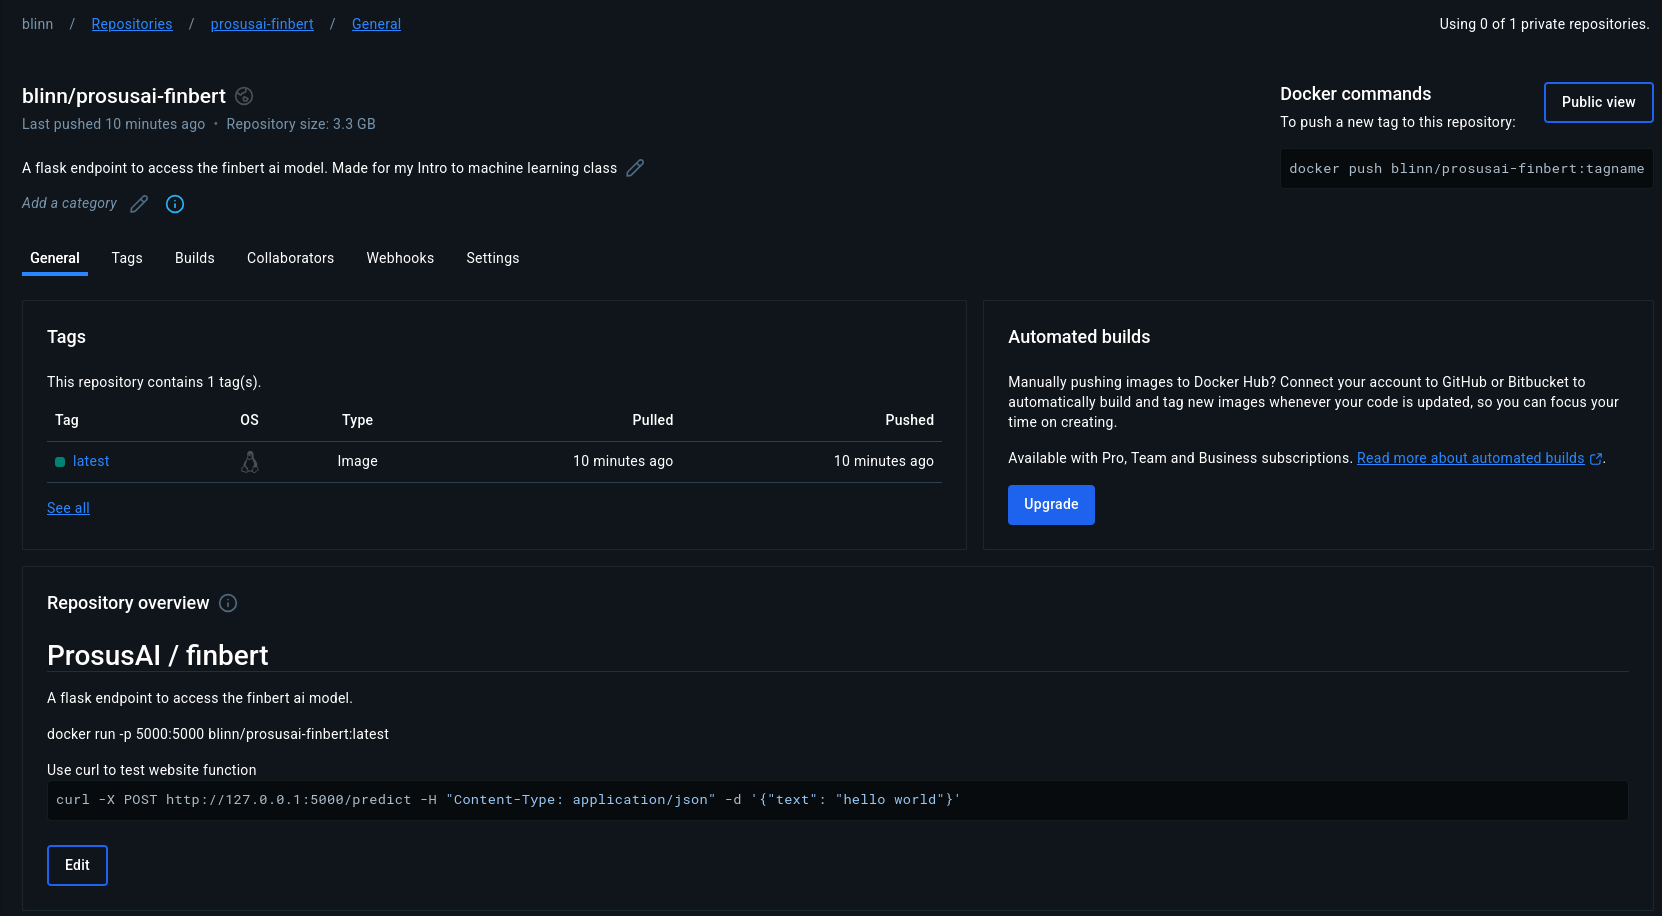 blinn / Repositories / prosusai-finbert / General
Using 0 of 1 private repositories.
blinn/prosusai-finbert
Last pushed 10 minutes ago • Repository size: 3.3 GB
A flask endpoint to access the finbert ai model. Made for my Intro to machine learning class
Add a category
Docker commands
Public view
To push a new tag to this repository:
docker push blinn/prosusai-finbert:tagname
General Tags Builds Collaborators Webhooks Settings
Tags
This repository contains 1 tag(s).
Tag OS Type Pulled Pushed
latest Image 10 minutes ago 10 minutes ago
See all
Automated builds
Manually pushing images to Docker Hub? Connect your account to GitHub or Bitbucket to
automatically build and tag new images whenever your code is updated, so you can focus your
time on creating.
Available with Pro, Team and Business subscriptions. Read more about automated builds.
Upgrade
Repository overview
ProsusAI / finbert
A flask endpoint to access the finbert ai model.
docker run -p 5000:5000 blinn/prosusai-finbert:latest
Use curl to test website function
curl -X POST http://127.0.0.1:5000/predict -H "Content-Type: application/json" -d '{"text": "hello world"}'
Edit